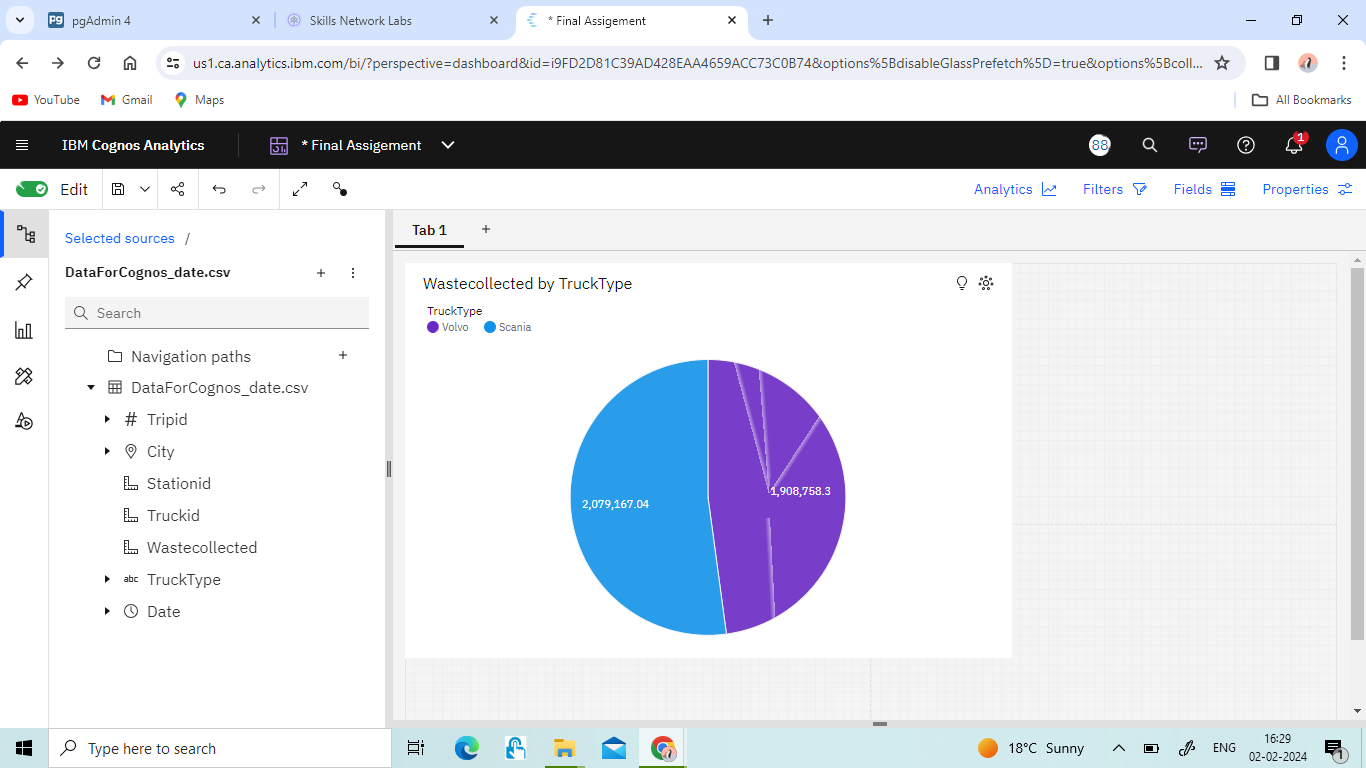 pgAdmin 4
Skills Network Labs
* Final Assigement
us1.ca.analytics.ibm.com/bi/?perspective=dashboard&id=i9FD2D81C39AD428EAA4659ACC73C0B74&options%5BdisableGlassPrefetch%5D=true&options%5Bcoll...
YouTube
Gmail
Maps
All Bookmarks
IBM Cognos Analytics
* Final Assigement
88
1
Edit
Analytics
Filters
Fields
Properties
Selected sources /
DataForCognos_date.csv
Search
Navigation paths
DataForCognos_date.csv
Tripid
City
Stationid
Truckid
Wastecollected
abc TruckType
Date
Tab 1
Wastecollected by TruckType
TruckType
Volvo
Scania
2,079,167.04
1,908,758.3
Type here to search
18°C Sunny
ENG
16:29
02-02-2024
1